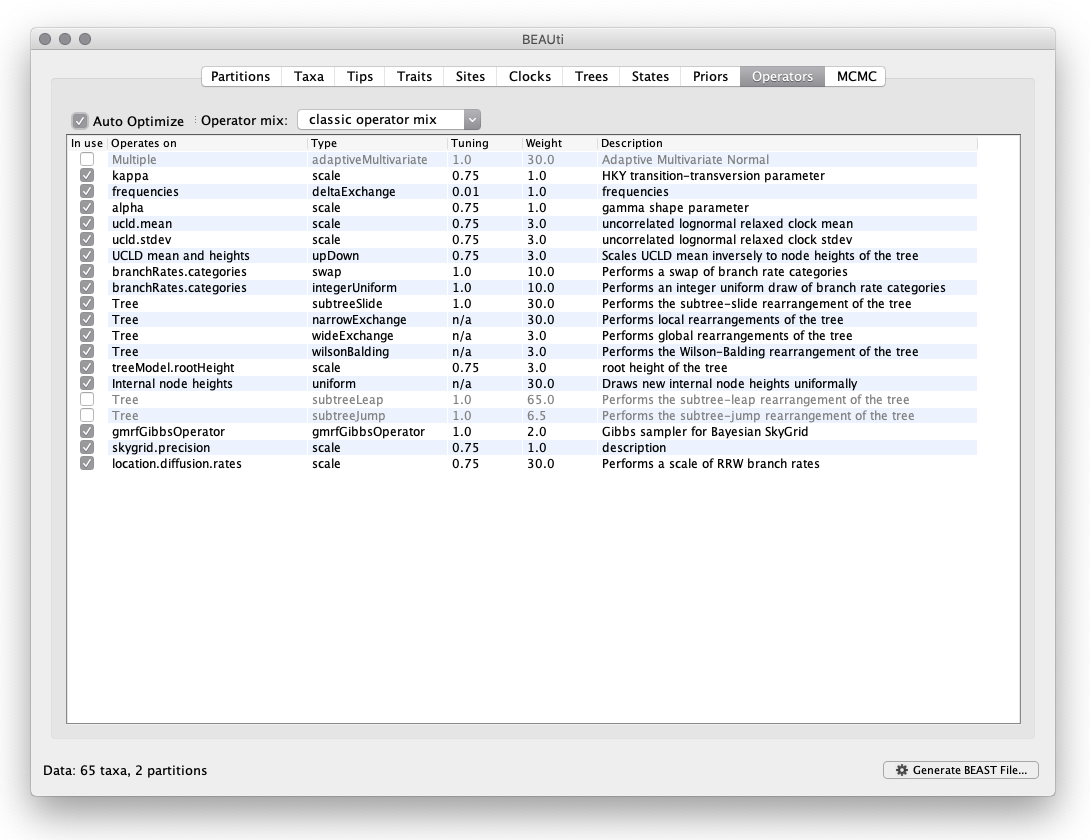 BEAUti
Partitions Taxa Tips Traits Sites Clocks Trees States Priors Operators MCMC
Auto Optimize Operator mix: classic operator mix
In use Operates on Type Tuning Weight Description
Multiple adaptiveMultivariate 1.0 30.0 Adaptive Multivariate Normal
kappa scale 0.75 1.0 HKY transition-transversion parameter
frequencies deltaExchange 0.01 1.0 frequencies
alpha scale 0.75 1.0 gamma shape parameter
ucld.mean scale 0.75 3.0 uncorrelated lognormal relaxed clock mean
ucld.stdev scale 0.75 3.0 uncorrelated lognormal relaxed clock stdev
UCLD mean and heights upDown 0.75 3.0 Scales UCLD mean inversely to node heights of the tree
branchRates.categories swap 1.0 10.0 Performs a swap of branch rate categories
branchRates.categories integerUniform 1.0 10.0 Performs an integer uniform draw of branch rate categories
Tree subtreeSlide 1.0 30.0 Performs the subtree-slide rearrangement of the tree
Tree narrowExchange n/a 30.0 Performs local rearrangements of the tree
Tree wideExchange n/a 3.0 Performs global rearrangements of the tree
Tree wilsonBalding n/a 3.0 Performs the Wilson-Balding rearrangement of the tree
treeModel.rootHeight scale 0.75 3.0 root height of the tree
Internal node heights uniform n/a 30.0 Draws new internal node heights uniformally
Tree subtreeLeap 1.0 65.0 Performs the subtree-leap rearrangement of the tree
Tree subtreeJump 1.0 6.5 Performs the subtree-jump rearrangement of the tree
gmrfGibbsOperator gmrfGibbsOperator 1.0 2.0 Gibbs sampler for Bayesian SkyGrid
skygrid.precision scale 0.75 1.0 description
location.diffusion.rates scale 0.75 30.0 Performs a scale of RRW branch rates
Data: 65 taxa, 2 partitions Generate BEAST File...